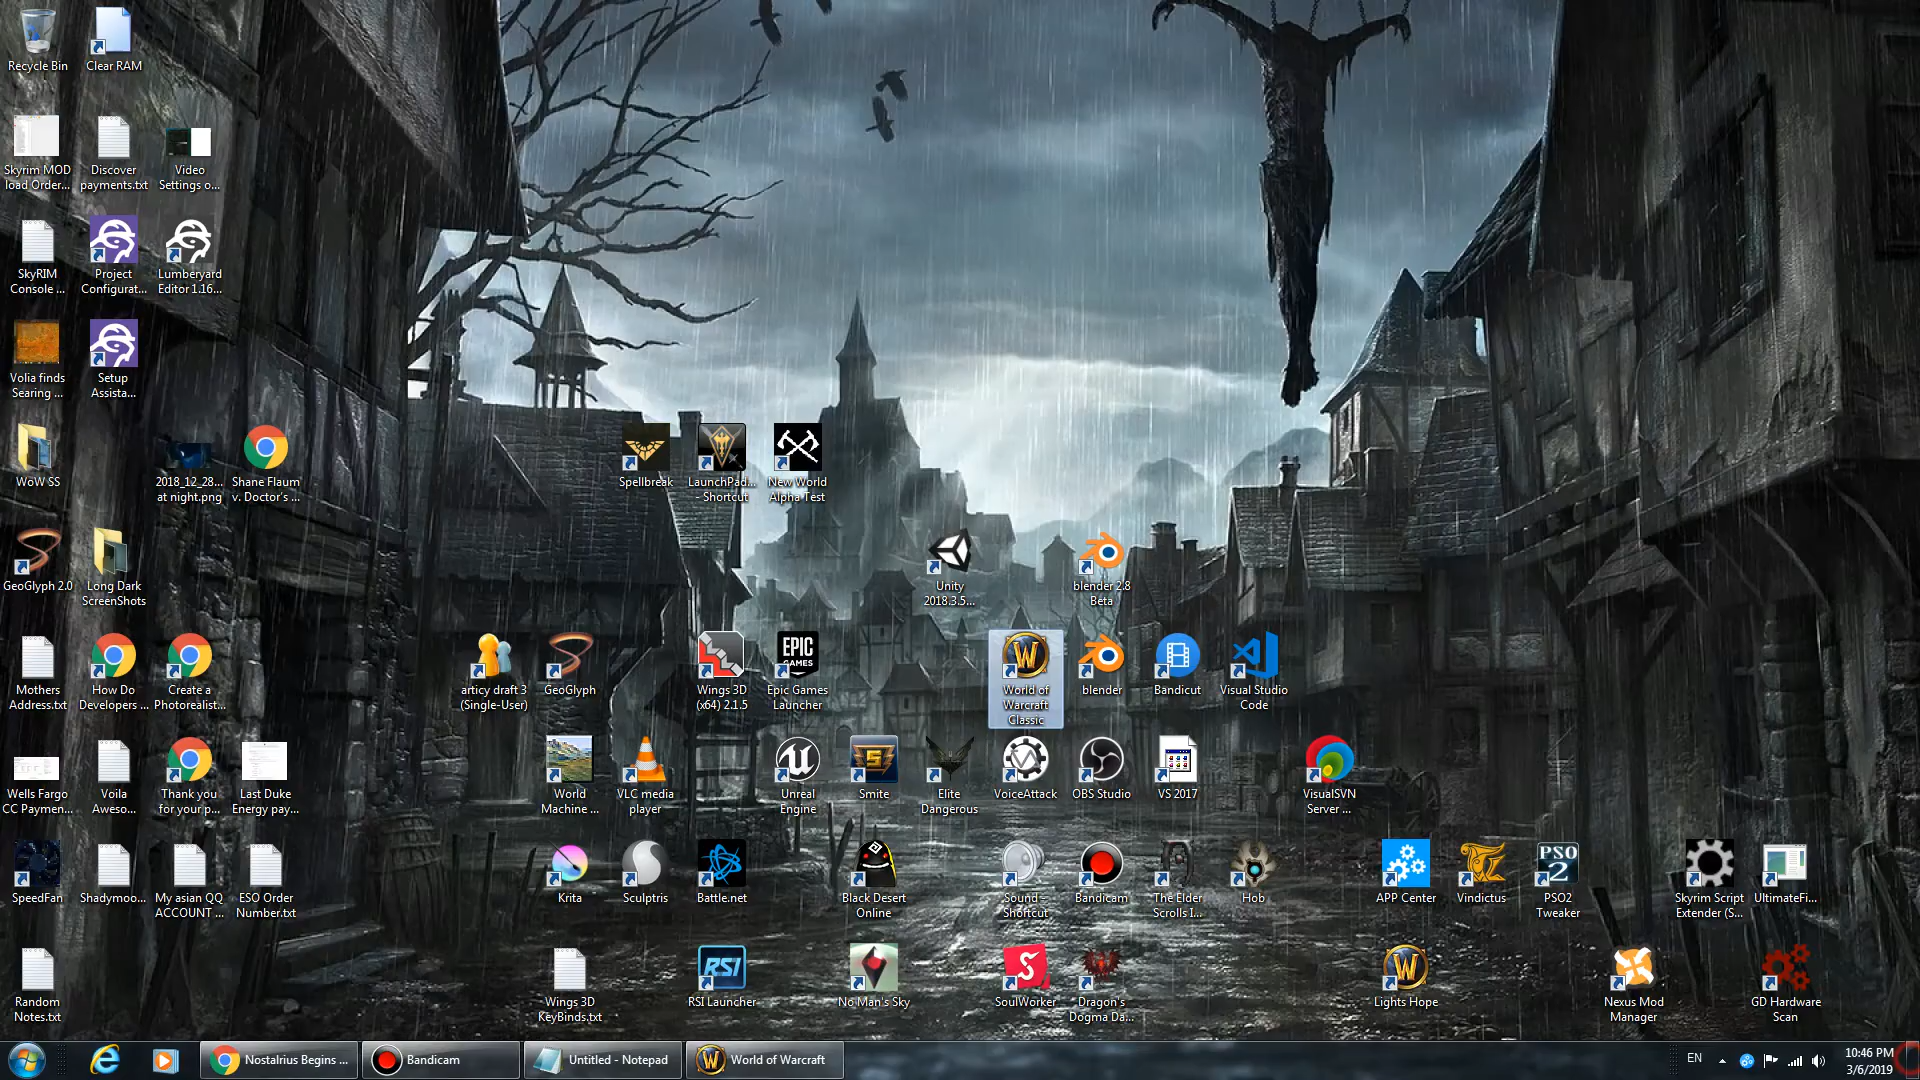 Recycle Bin
Clear RAM
Skyrim MOD
load Order...
Discover
payments.txt
Video
Settings o...
SkyRIM
Console ...
Project
Configurat...
Lumberyard
Editor 1.16...
Volia finds
Searing ...
Setup
Assista...
WoW SS
2018_12_28...
at night.png
Shane Flaum
v. Doctor's ...
Spellbreak
LaunchPad...
- Shortcut
New World
Alpha Test
GeoGlyph 2.0
Long Dark
ScreenShots
Unity
2018.3.5...
blender 2.8
Beta
Mothers
Address.txt
How Do
Developers ...
Create a
Photorealist...
articy draft 3
(Single-User)
GeoGlyph
Wings 3D
(x64) 2.1.5
EPIC
GAMES
Epic Games
Launcher
W
World of
Warcraft
Classic
blender
Bandicut
Visual Studio
Code
Wells Fargo
CC Paymen...
Voila
Aweso...
Thank you
for your p...
Last Duke
Energy pay...
World
Machine ...
VLC media
player
Unreal
Engine
Smite
Elite
Dangerous
VoiceAttack
OBS Studio
VS 2017
VisualSVN
Server ...
SpeedFan
Shadymoo...
My asian QQ
ACCOUNT ...
ESO Order
Number.txt
Krita
Sculptris
Battle.net
Black Desert
Online
Sound -
Shortcut
Bandicam
The Elder
Scrolls I...
Hob
APP Center
Vindictus
PSO
2
PSO2
Tweaker
Skyrim Script
Extender (S...
UltimateFi...
Random
Notes.txt
Wings 3D
KeyBinds.txt
RSI
RSI Launcher
No Man's Sky
S
SoulWorker
Dragon's
Dogma Da...
W
Lights Hope
Nexus Mod
Manager
GD Hardware
Scan
Nostalrius Begins ...
Bandicam
Untitled - Notepad
World of Warcraft
EN
10:46 PM
3/6/2019